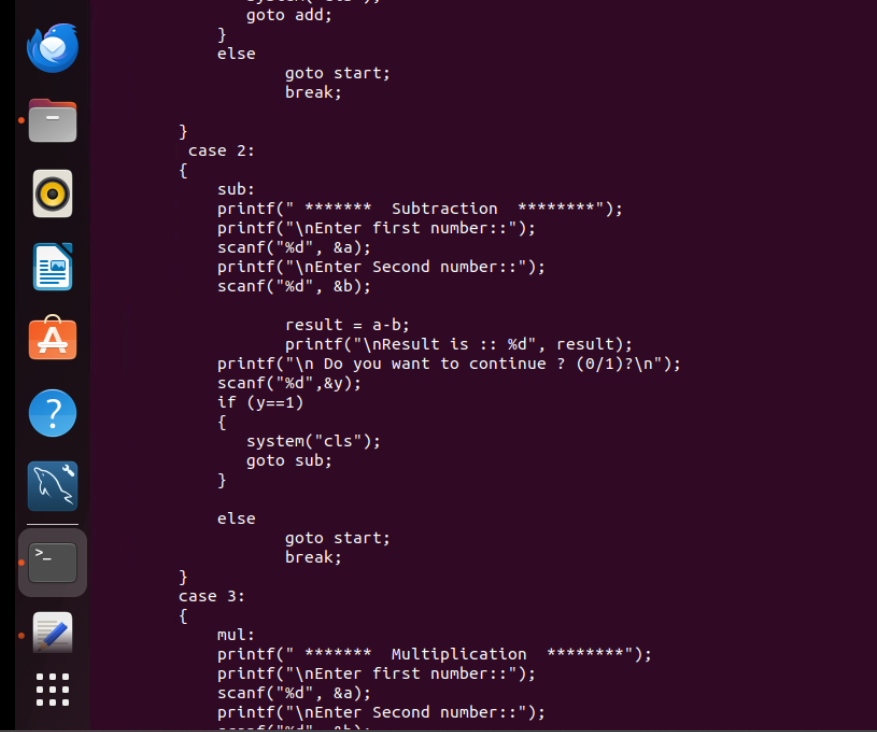 goto add;
}
else
goto start;
break;
}
case 2:
{
sub:
printf(" ******* Subtraction ********");
printf("\nEnter first number::");
scanf("%d", &a);
printf("\nEnter Second number::");
scanf("%d", &b);
result = a-b;
printf("\nResult is :: %d", result);
printf("\n Do you want to continue ? (0/1)?\n");
scanf("%d",&y);
if (y==1)
{
system("cls");
goto sub;
}
else
goto start;
break;
}
case 3:
{
mul:
printf(" ******* Multiplication ********");
printf("\nEnter first number::");
scanf("%d", &a);
printf("\nEnter Second number::");